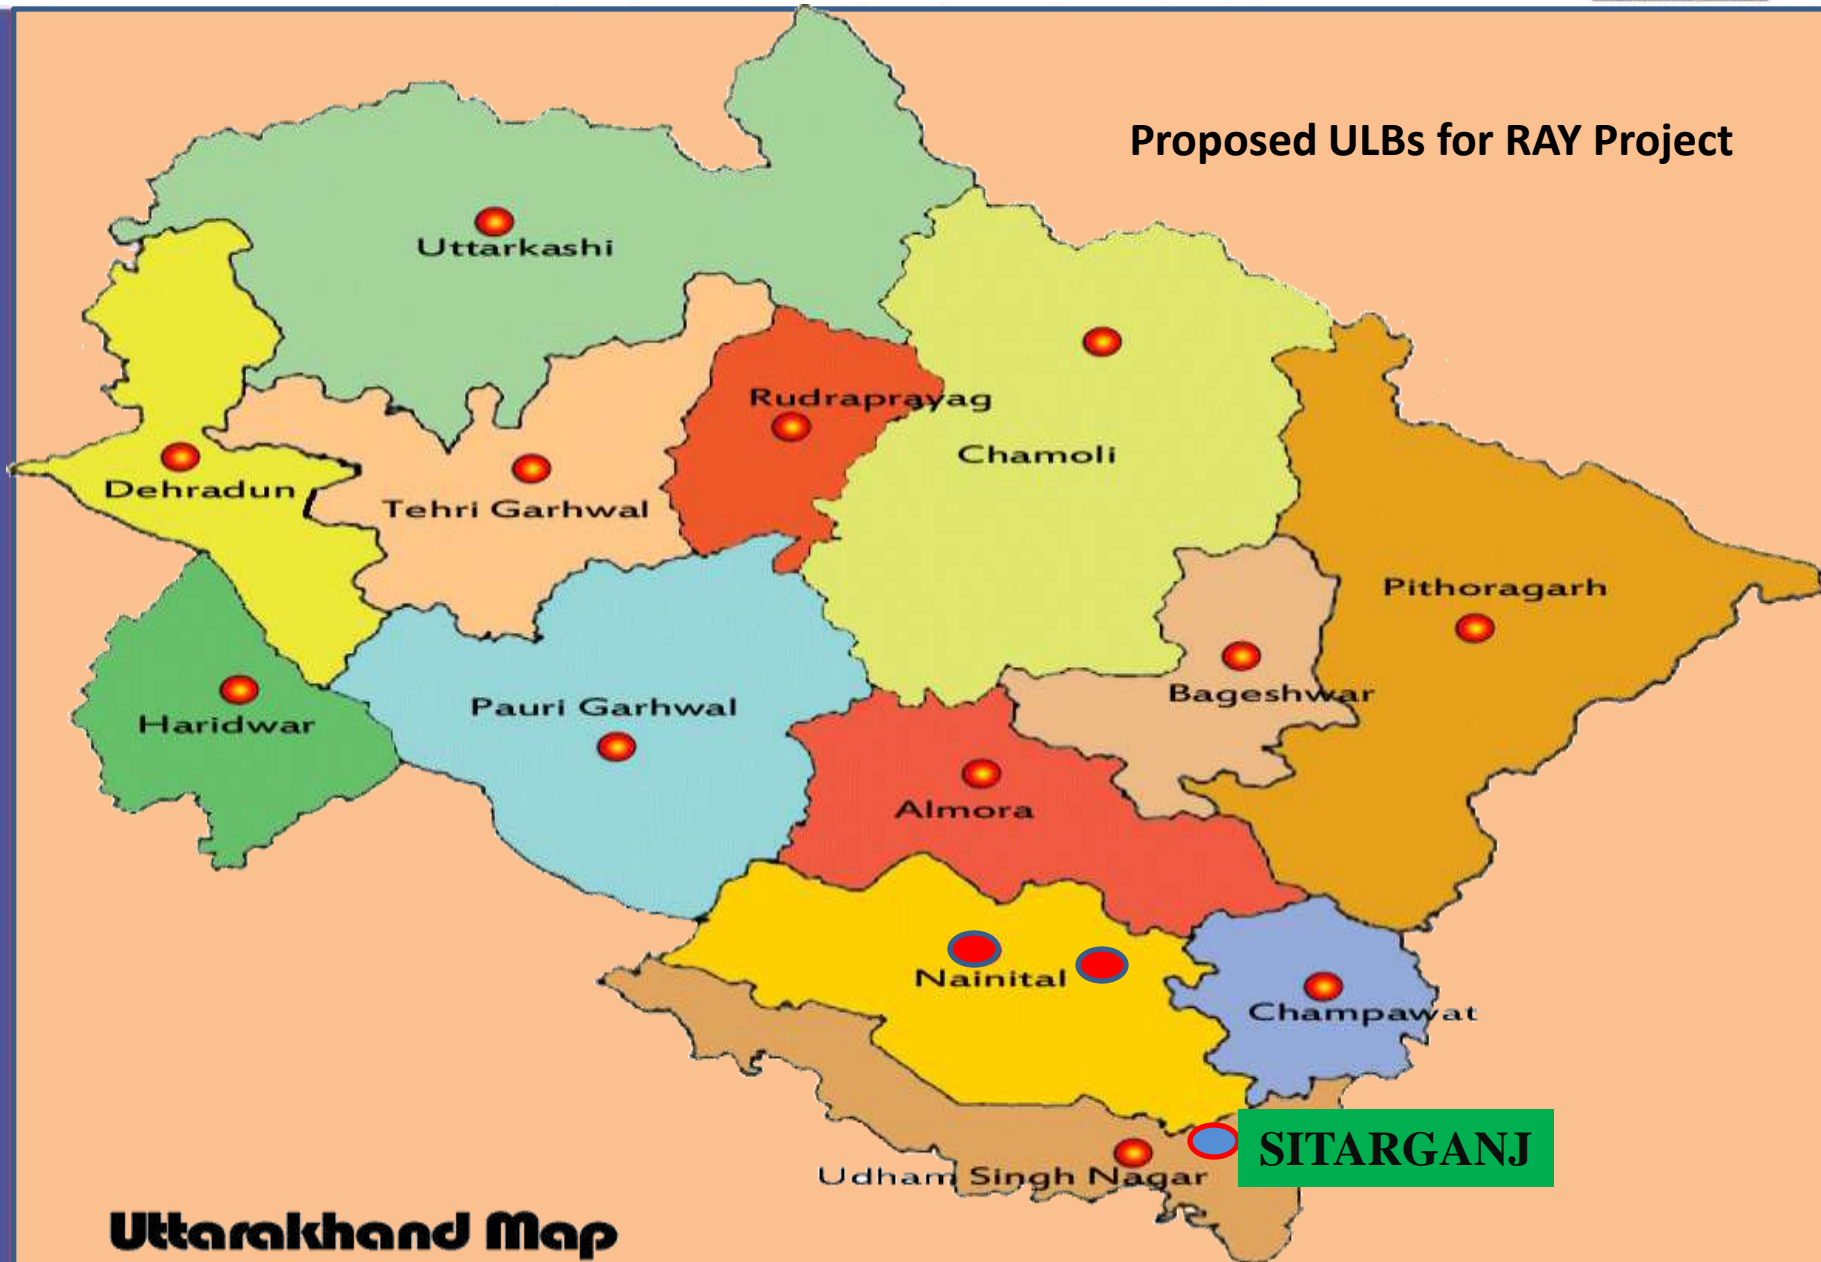 Proposed ULBs for RAY Project
Uttarkashi
Rudraprayag
Chamoli
Dehradun
Tehri Garhwal
Pithoragarh
Bageshwar
Pauri Garhwal
Haridwar
Almora
Nainital
Champawat
SITARGANJ
Udham Singh Nagar
Uttarakhand Map